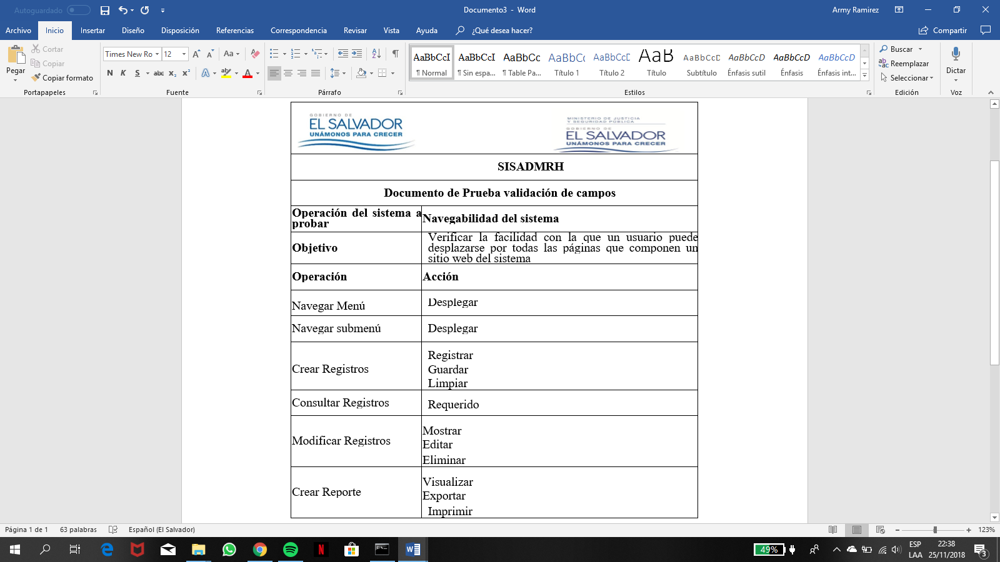 Autoguardado
Documento3 - Word
Army Ramirez
Archivo Inicio Insertar Diseño Disposición Referencias Correspondencia Revisar Vista Ayuda ¿Qué desea hacer? Compartir
Pegar
Cortar
Copiar
Copiar formato
Portapapeles
Times New Ro 12
N K S abc x₂ x²
Fuente
Párrafo
AaBbCcI AaBbCcI AaBbCc AaBbCc AaBbCcD AaB AaBbCcD AaBbCcD AaBbCcD AaBbCcD
¶ Normal ¶ Sin espa... ¶ Table Pa... Título 1 Título 2 Título Subtítulo Énfasis sutil Énfasis Énfasis int...
Estilos
Buscar
Reemplazar
Seleccionar
Edición
Dictar
Voz
GOBIERNO DE
EL SALVADOR
UNÁMONOS PARA CRECER
MINISTERIO DE JUSTICIA
Y SEGURIDAD PÚBLICA
GOBIERNO DE
EL SALVADOR
UNÁMONOS PARA CRECER
SISADMRH
Documento de Prueba validación de campos
Operación del sistema a
probar
Navegabilidad del sistema
Objetivo
Verificar la facilidad con la que un usuario puede
desplazarse por todas las páginas que componen un
sitio web del sistema
Operación
Acción
Navegar Menú
Desplegar
Navegar submenú
Desplegar
Crear Registros
Registrar
Guardar
Limpiar
Consultar Registros
Requerido
Modificar Registros
Mostrar
Editar
Eliminar
Crear Reporte
Visualizar
Exportar
Imprimir
Página 1 de 1 63 palabras Español (El Salvador) 123%
49%
ESP
LAA
22:38
25/11/2018
3